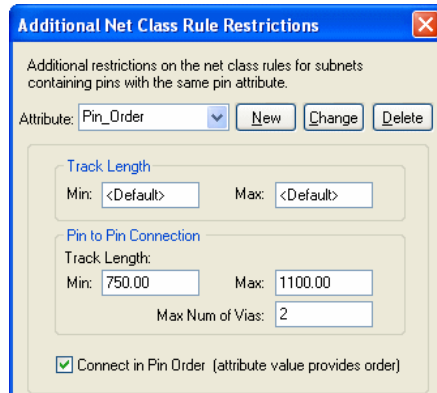 Additional Net Class Rule Restrictions
Additional restrictions on the net class rules for subnets
containing pins with the same pin attribute.
Attribute: Pin_Order New Change Delete
Track Length
Min: <Default> Max: <Default>
Pin to Pin Connection
Track Length:
Min: 750.00 Max: 1100.00
Max Num of Vias: 2
Connect in Pin Order (attribute value provides order)